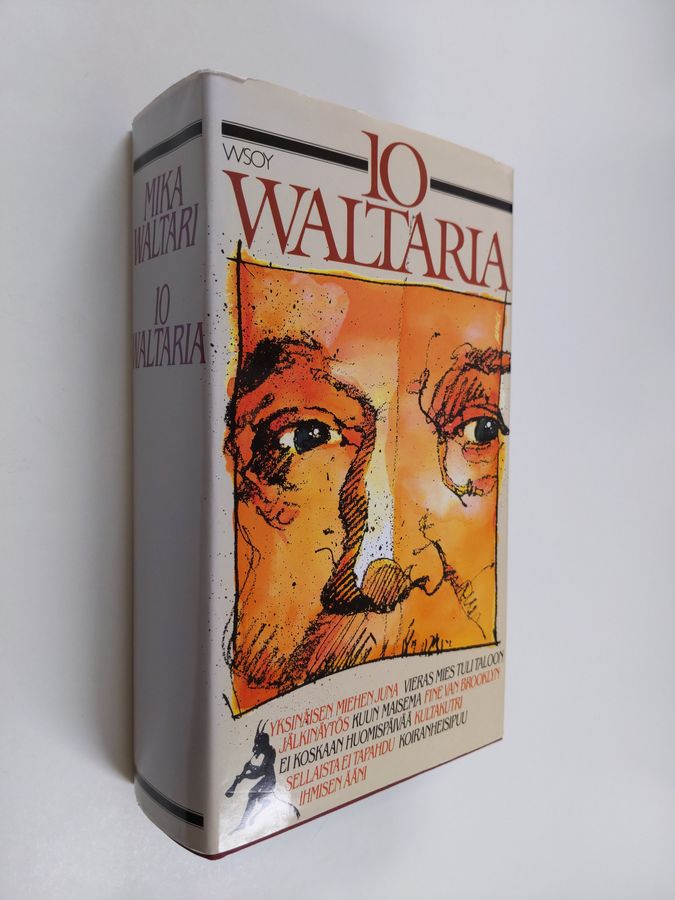 MIKA
WALTARI
10
WALTARIA
WSOY
10
WALTARIA
YKSINÄISEN MIEHEN JUNA VIERAS MIES TULI TALOON
JÄLKINÄYTÖS KUUN MAISEMA FINE VAN BROOKLYN
EI KOSKAAN HUOMISPÄIVÄÄ KULTAKUTRI
SELLAISTA EI TAPAHDU KOIRANHEISIPUU
IHMISEN ÄÄNI